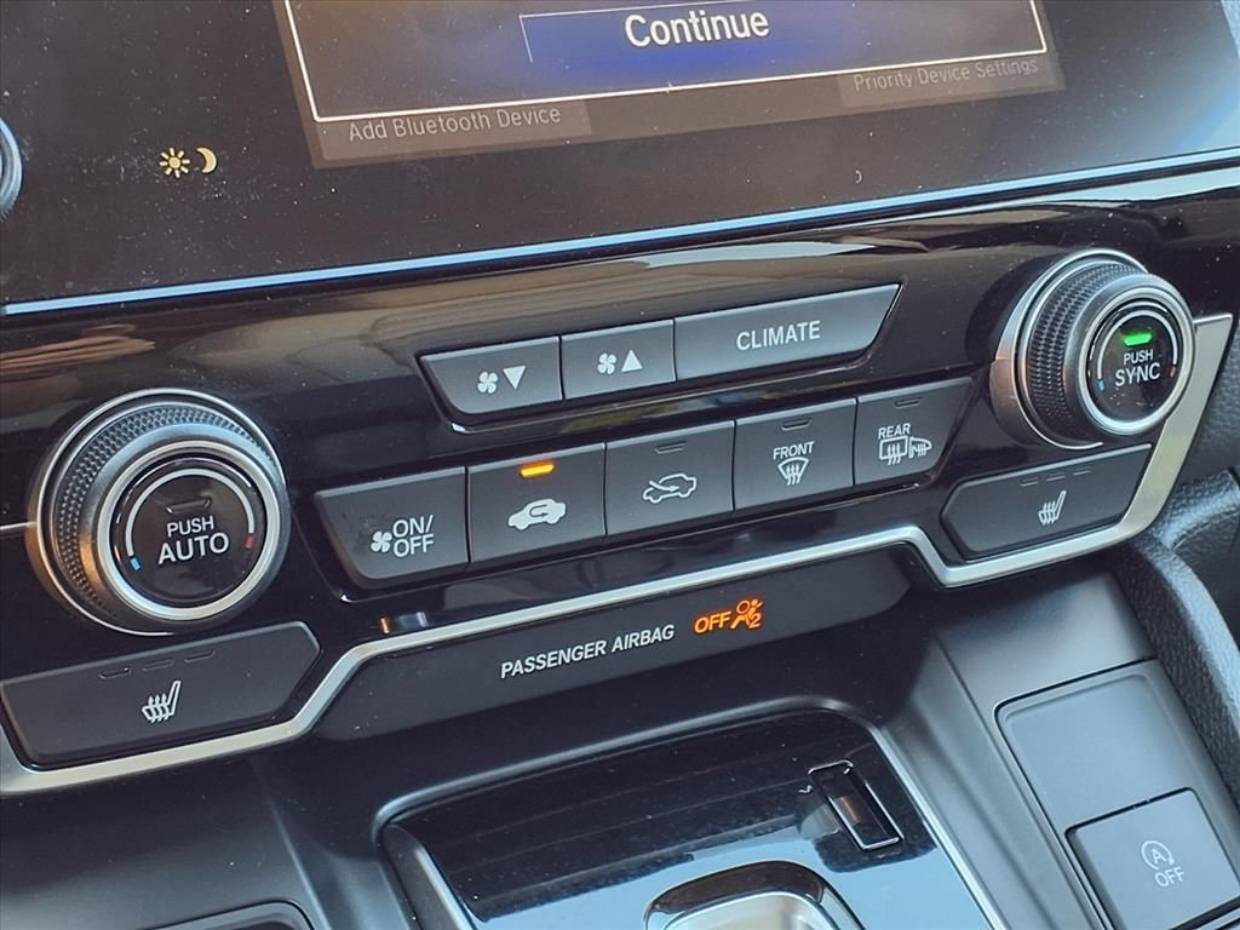 Continue
Add Bluetooth Device
Priority Device Settings
CLIMATE
PUSH
SYNC
PUSH
AUTO
ON/
OFF
FRONT
REAR
PASSENGER AIRBAG
OFF
2
A
OFF